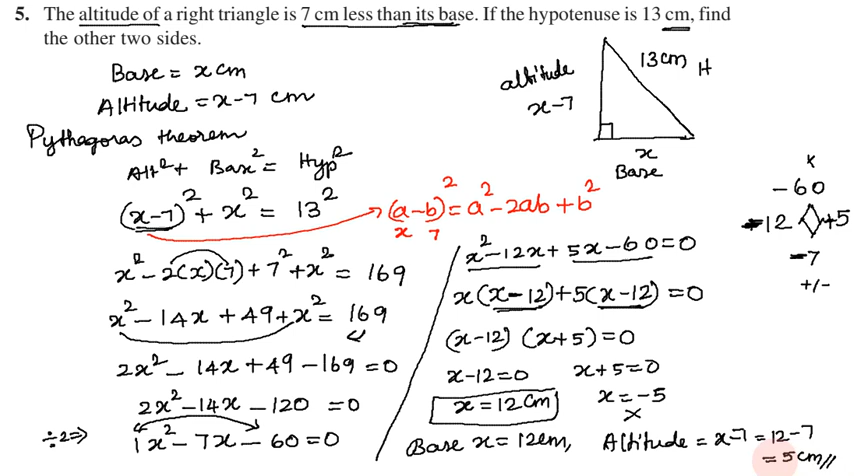 5. The altitude of a right triangle is 7 cm less than its base. If the hypotenuse is 13 cm, find
the other two sides.
Base = x cm
Altitude = x-7 cm
Pythagoras theorem
Alt² + Base² = Hyp²
(x-7)² + x² = 13²
(a-b)² = a² - 2ab + b²
x 7
x² - 2(x)(7) + 7² + x² = 169
x² - 14x + 49 + x² = 169
2x² - 14x + 49 - 169 = 0
2x² - 14x - 120 = 0
÷2⇒ 1x² - 7x - 60 = 0
altitude
x-7
13cm H
x
Base
x² - 12x + 5x - 60 = 0
x(x-12) + 5(x-12) = 0
(x-12) (x+5) = 0
x-12=0 x+5=0
x = 12cm x = -5
×
Base x = 12cm, Altitude = x-7 = 12-7
= 5cm//
×
-60
-12 +5
-7
+/-